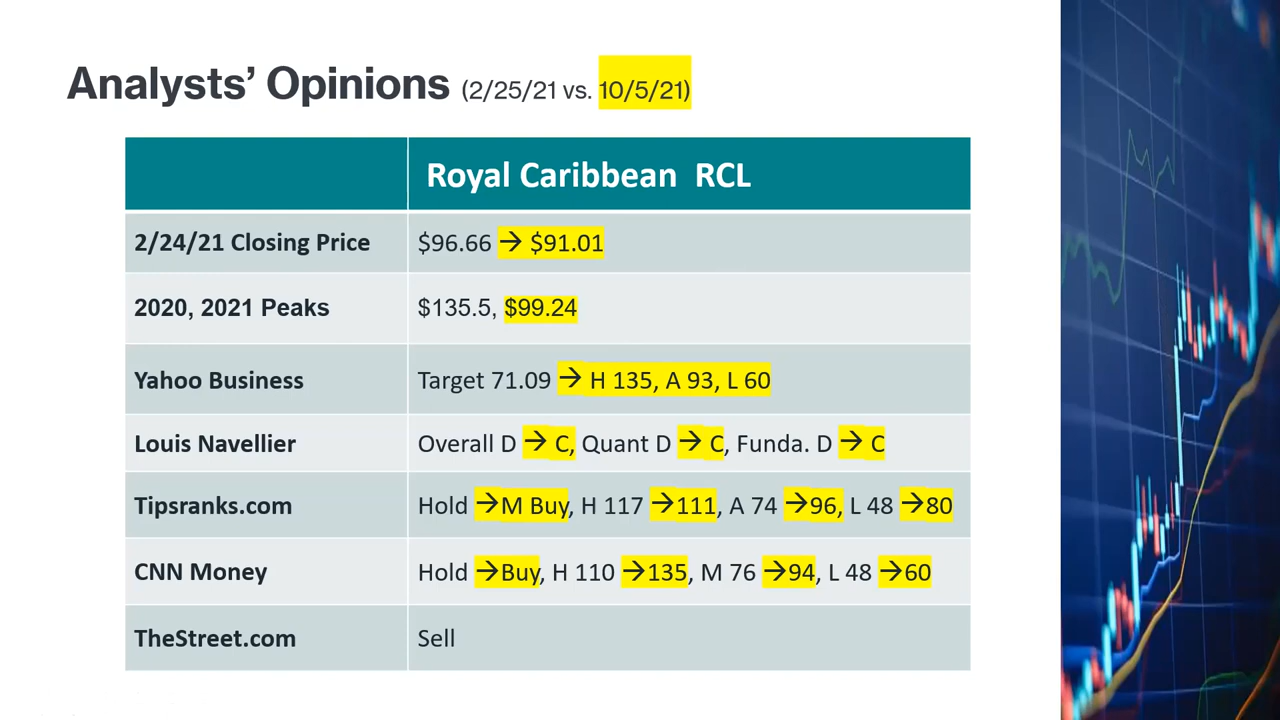 Analysts’ Opinions (2/25/21 vs. 10/5/21)
Royal Caribbean RCL
2/24/21 Closing Price $96.66 → $91.01
2020, 2021 Peaks $135.5, $99.24
Yahoo Business Target 71.09 → H 135, A 93, L 60
Louis Navellier Overall D → C, Quant D → C, Funda. D → C
Tipsranks.com Hold →M Buy, H 117 →111, A 74 →96, L 48 →80
CNN Money Hold →Buy, H 110 →135, M 76 →94, L 48 →60
TheStreet.com Sell